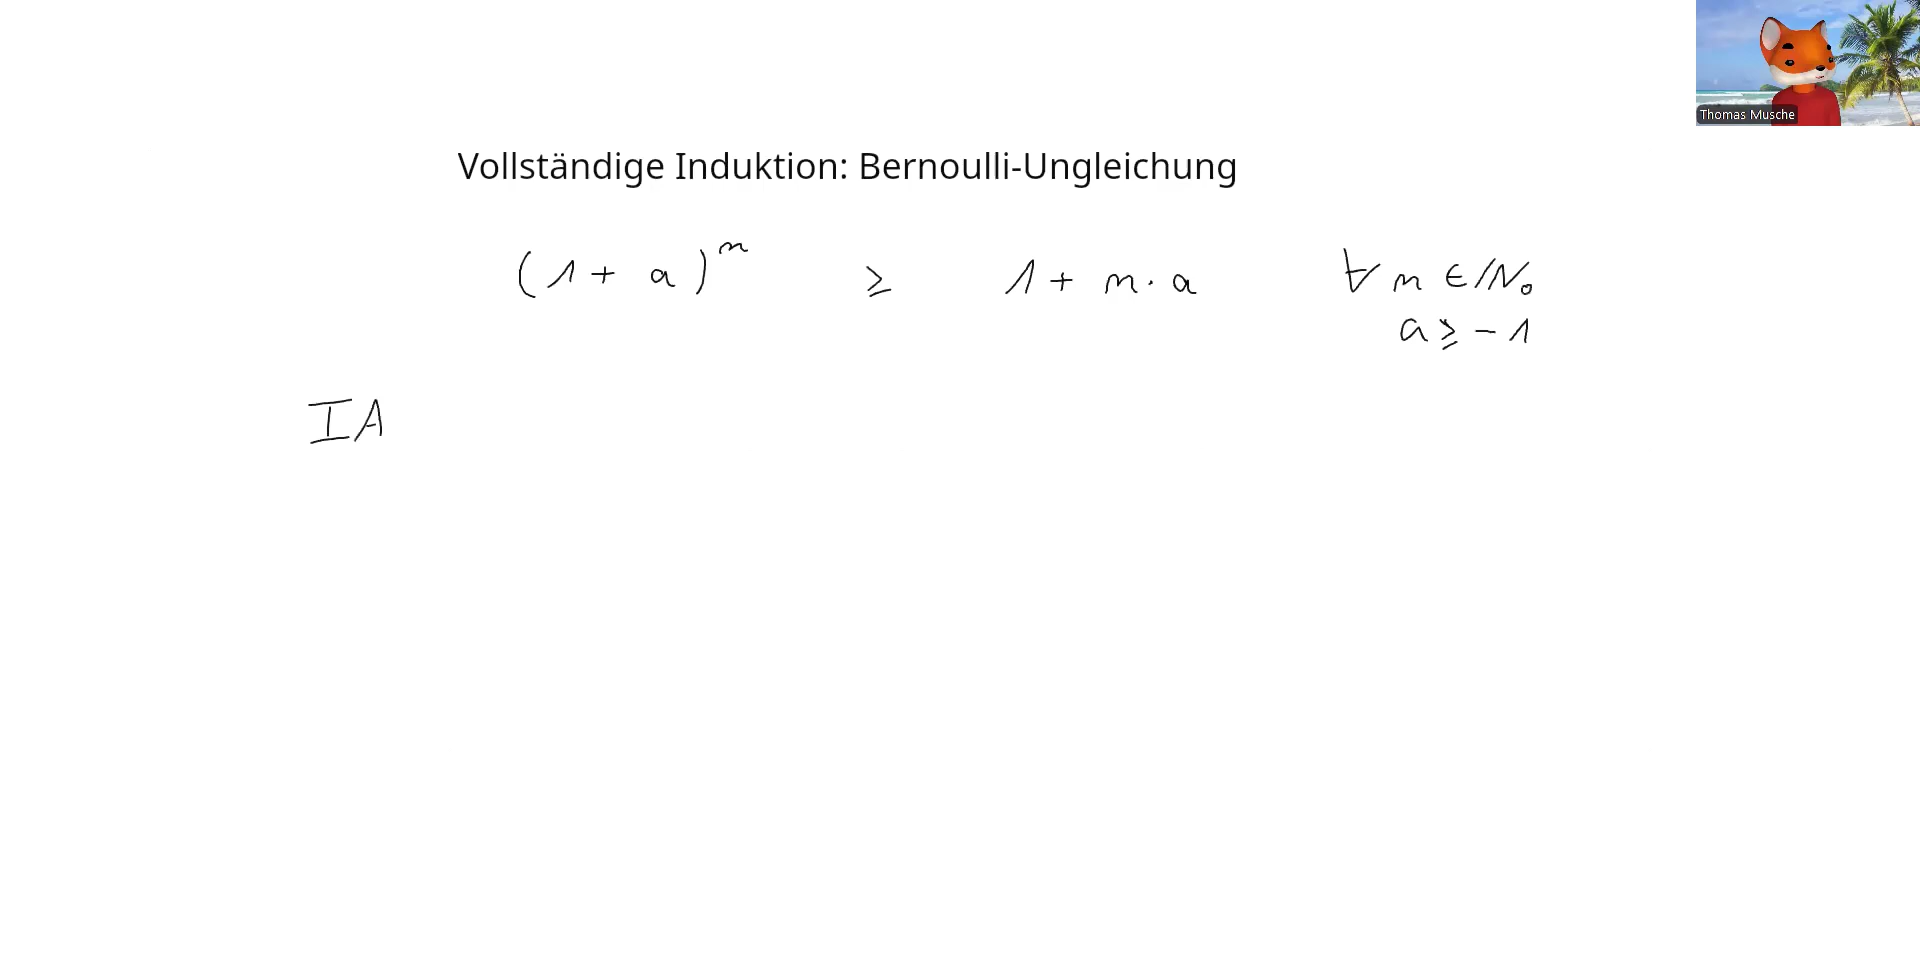 Thomas Musche
Vollständige Induktion: Bernoulli-Ungleichung
(1 + a)^n ≥ 1 + n · a ∀ n ∈ ℕ₀
a ≥ -1
IA